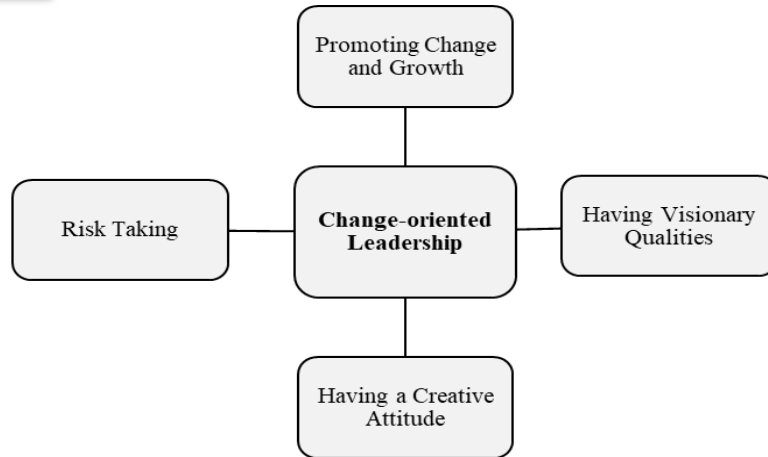 Promoting Change
and Growth
Risk Taking
Change-oriented
Leadership
Having Visionary
Qualities
Having a Creative
Attitude